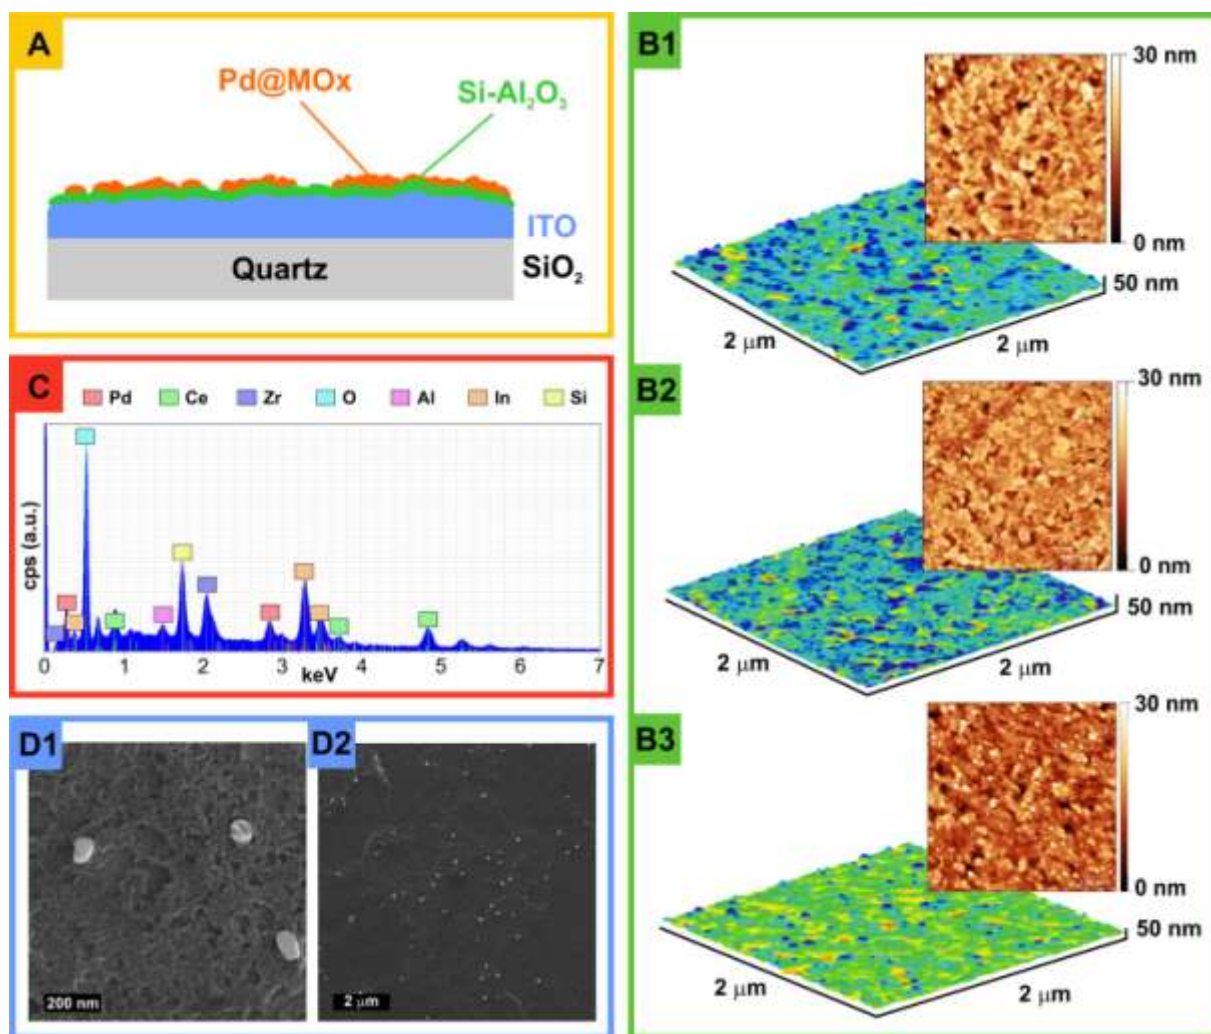 A
Pd@MOx
Si-Al₂O₃
ITO
Quartz
SiO₂
B1
30 nm
0 nm
50 nm
2 μm
2 μm
B2
30 nm
0 nm
50 nm
2 μm
2 μm
B3
30 nm
0 nm
50 nm
2 μm
2 μm
C
Pd Ce Zr O Al In Si
cps (a.u.)
0 1 2 3 4 5 6 7
keV
D1
200 nm
D2
2 μm